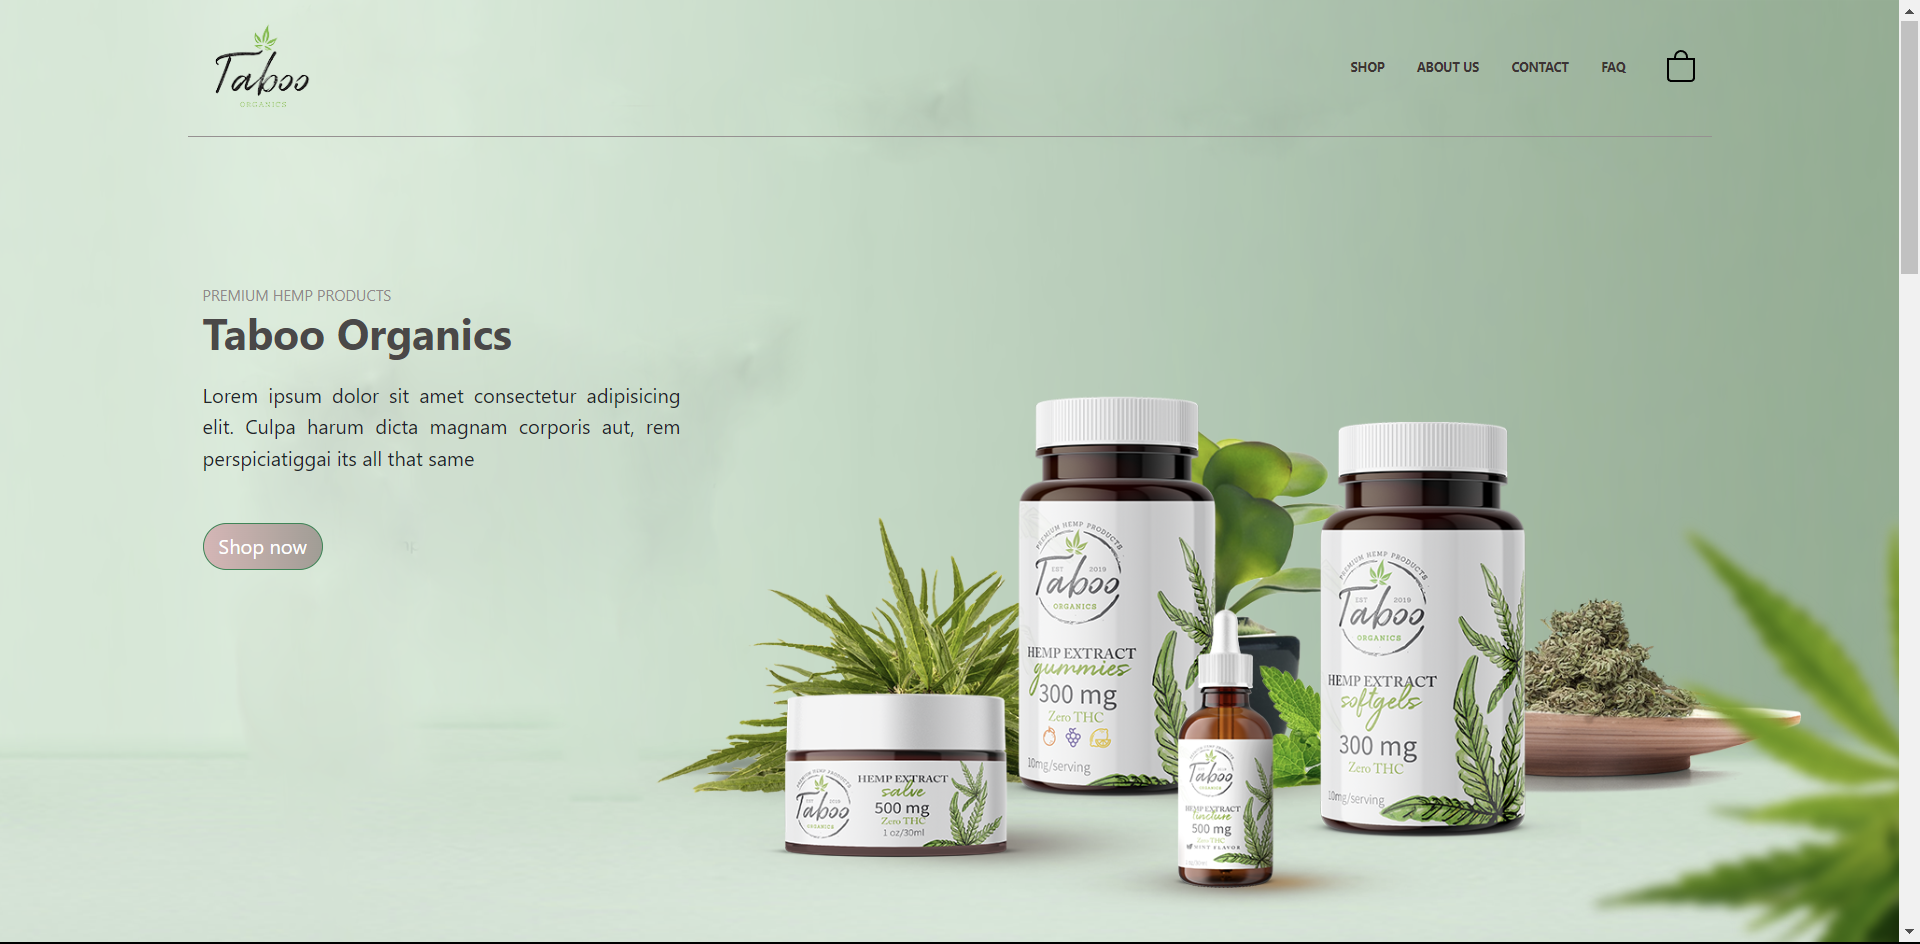 Taboo
ORGANICS
SHOP
ABOUT US
CONTACT
FAQ
PREMIUM HEMP PRODUCTS
Taboo Organics
Lorem ipsum dolor sit amet consectetur adipisicing
elit. Culpa harum dicta magnam corporis aut, rem
perspiciatiggai its all that same
Shop now
PREMIUM HEMP PRODUCTS
EST 2019
Taboo
ORGANICS
HEMP EXTRACT
gummies
300 mg
Zero THC
10mg/serving
PREMIUM HEMP PRODUCTS
EST 2019
Taboo
ORGANICS
HEMP EXTRACT
softgels
300 mg
Zero THC
10mg/serving
PREMIUM HEMP PRODUCTS
Taboo
ORGANICS
HEMP EXTRACT
salve
500 mg
Zero THC
1 oz/30ml
Taboo
ORGANICS
HEMP EXTRACT
tincture
500 mg
Zero THC
MINT FLAVOR